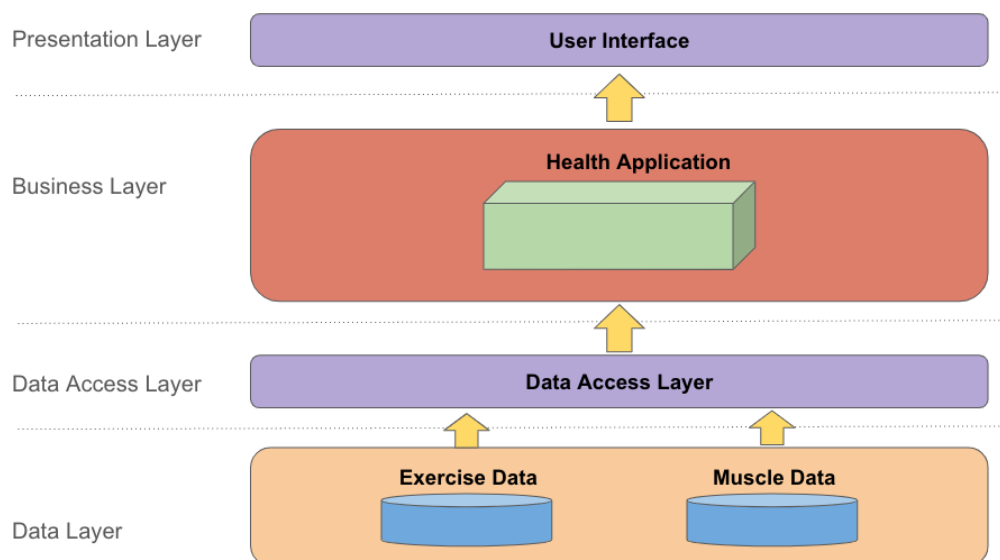 Presentation Layer
User Interface
Health Application
Business Layer
Data Access Layer
Data Access Layer
Exercise Data
Muscle Data
Data Layer